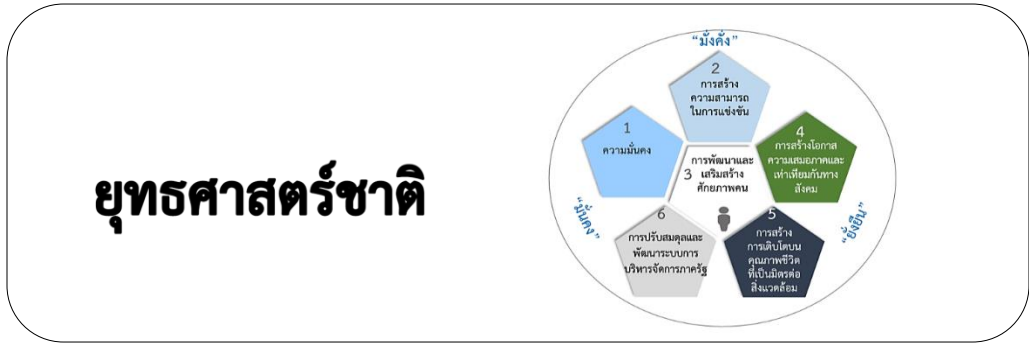 ยุทธศาสตร์ชาติ
“มั่งคั่ง”
2
การสร้าง
ความสามารถ
ในการแข่งขัน
1
ความมั่นคง
4
การสร้างโอกาส
ความเสมอภาคและ
เท่าเทียมกันทาง
สังคม
การพัฒนาและ
3 เสริมสร้าง
ศักยภาพคน
“มั่นคง”
6
การปรับสมดุลและ
พัฒนาระบบการ
บริหารจัดการภาครัฐ
5
การสร้าง
การเติบโตบน
คุณภาพชีวิต
ที่เป็นมิตรต่อ
สิ่งแวดล้อม
“ยั่งยืน”